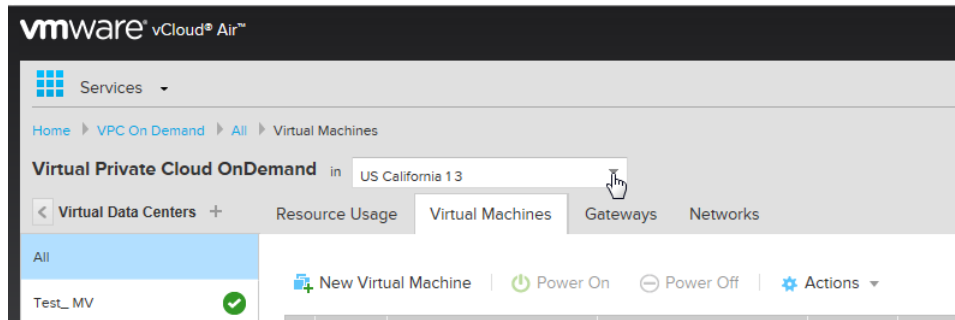 vmware® vCloud® Air™
Services
Home VPC On Demand All Virtual Machines
Virtual Private Cloud OnDemand in US California 1 3
Virtual Data Centers + Resource Usage Virtual Machines Gateways Networks
All
New Virtual Machine Power On Power Off Actions
Test_ MV